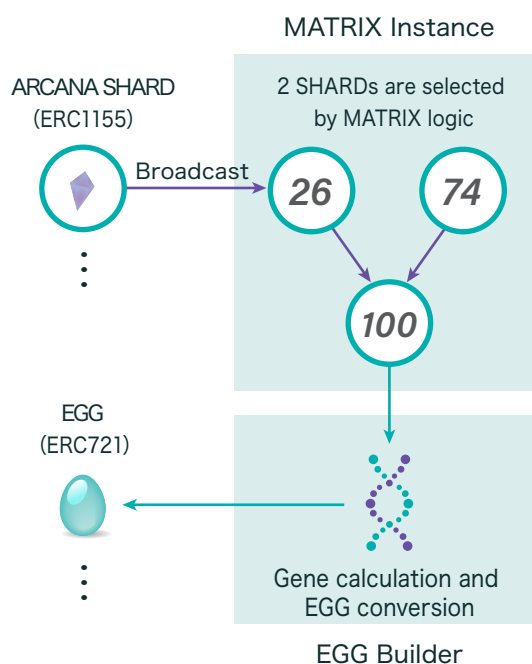 MATRIX Instance
ARCANA SHARD
(ERC1155)
2 SHARDs are selected
by MATRIX logic
Broadcast
26
74
100
EGG
(ERC721)
Gene calculation and
EGG conversion
EGG Builder